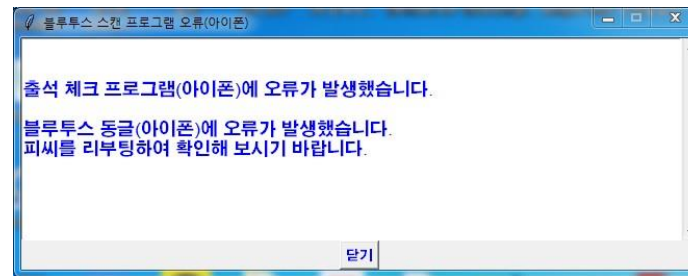 블루투스 스캔 프로그램 오류(아이폰)
출석 체크 프로그램(아이폰)에 오류가 발생했습니다.
블루투스 동글(아이폰)에 오류가 발생했습니다.
피씨를 리부팅하여 확인해 보시기 바랍니다.
닫기